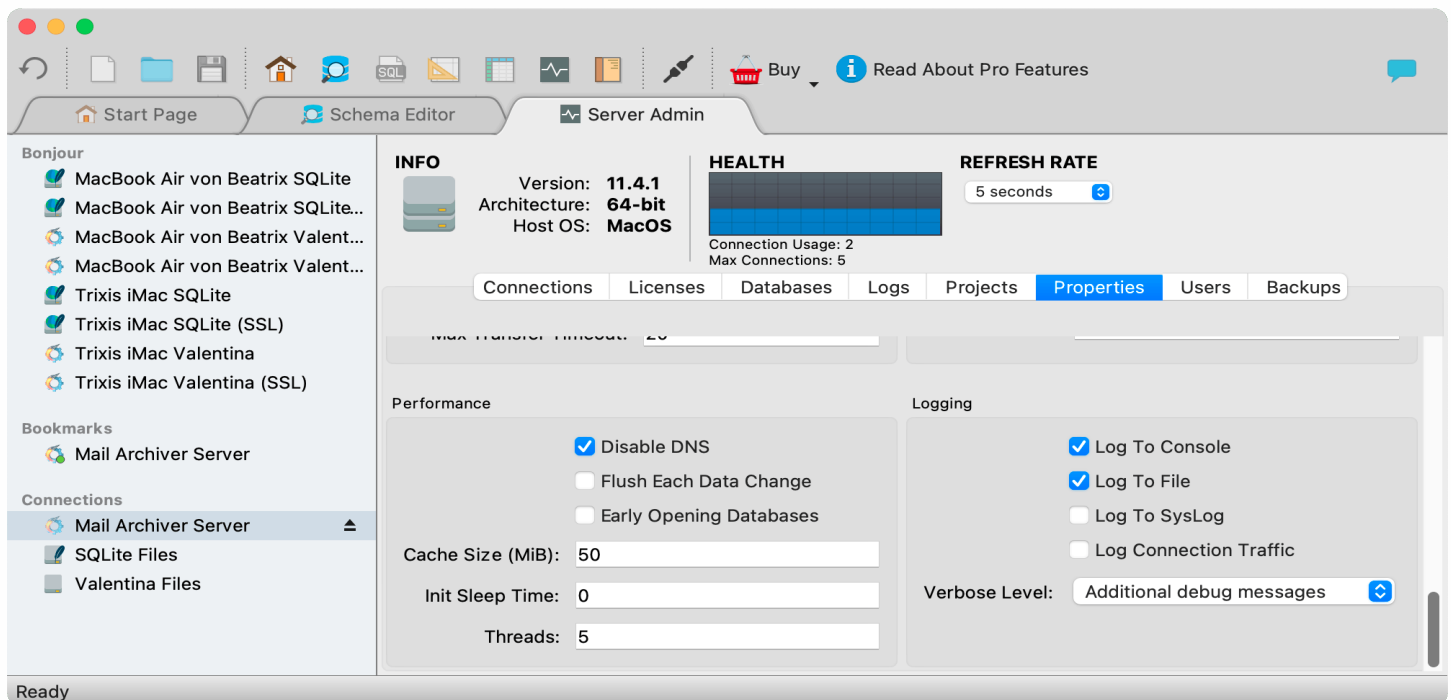 SQL
Buy
Read About Pro Features
Start Page
Schema Editor
Server Admin
Bonjour
MacBook Air von Beatrix SQLite
MacBook Air von Beatrix SQLite...
MacBook Air von Beatrix Valent...
MacBook Air von Beatrix Valent...
Trixis iMac SQLite
Trixis iMac SQLite (SSL)
Trixis iMac Valentina
Trixis iMac Valentina (SSL)
Bookmarks
Mail Archiver Server
Connections
Mail Archiver Server
SQLite Files
Valentina Files
INFO
Version: 11.4.1
Architecture: 64-bit
Host OS: MacOS
HEALTH
Connection Usage: 2
Max Connections: 5
REFRESH RATE
5 seconds
Connections Licenses Databases Logs Projects Properties Users Backups
Max Transfer Timeout: 20
Performance
Disable DNS
Flush Each Data Change
Early Opening Databases
Cache Size (MiB): 50
Init Sleep Time: 0
Threads: 5
Logging
Log To Console
Log To File
Log To SysLog
Log Connection Traffic
Verbose Level: Additional debug messages
Ready